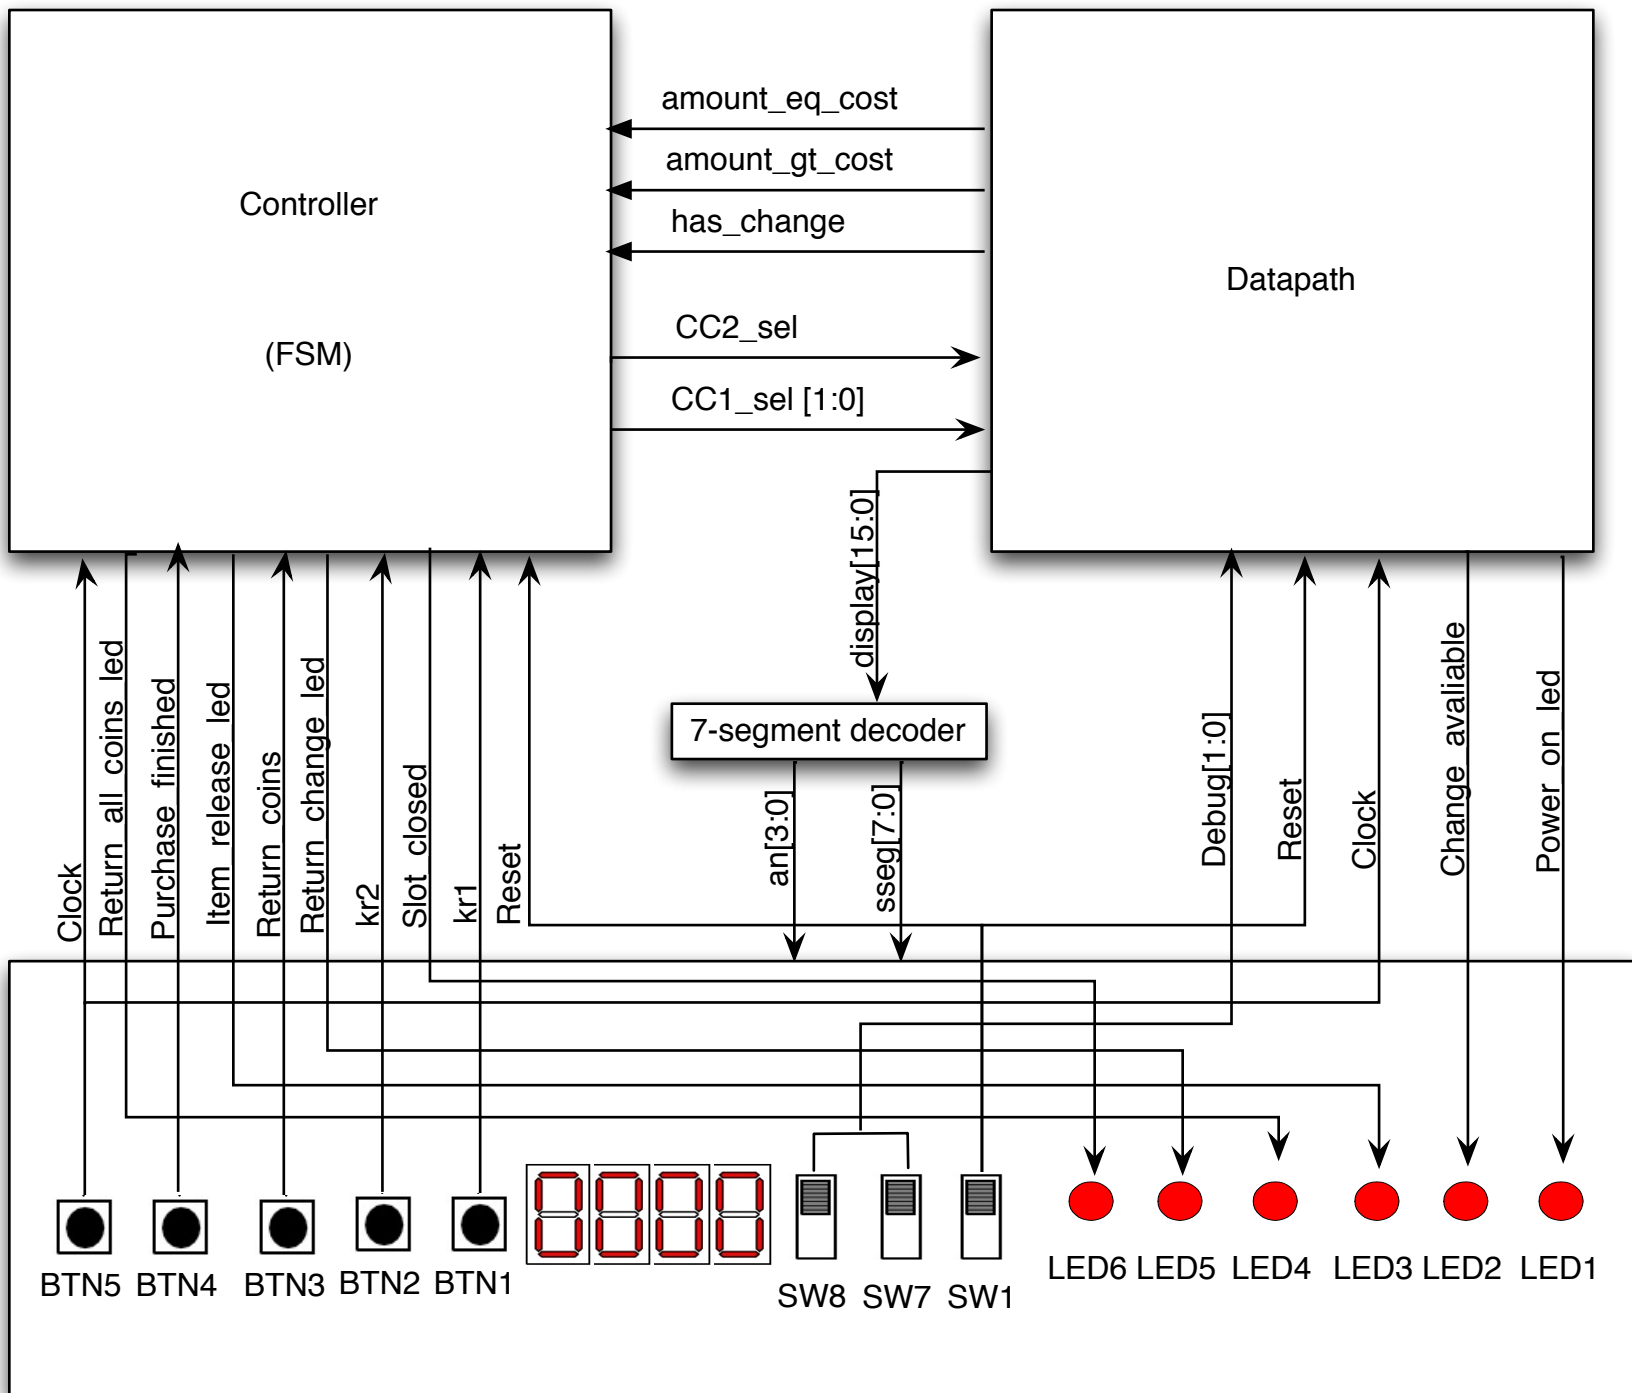 amount_eq_cost
amount_gt_cost
has_change
Controller
(FSM)
Datapath
CC2_sel
CC1_sel [1:0]
display[15:0]
7-segment decoder
an[3:0]
sseg[7:0]
Clock
Return all coins led
Purchase finished
Item release led
Return coins
Return change led
kr2
Slot closed
kr1
Reset
Debug[1:0]
Reset
Clock
Change avaliable
Power on led
BTN5 BTN4 BTN3 BTN2 BTN1
SW8 SW7 SW1
LED6 LED5 LED4 LED3 LED2 LED1